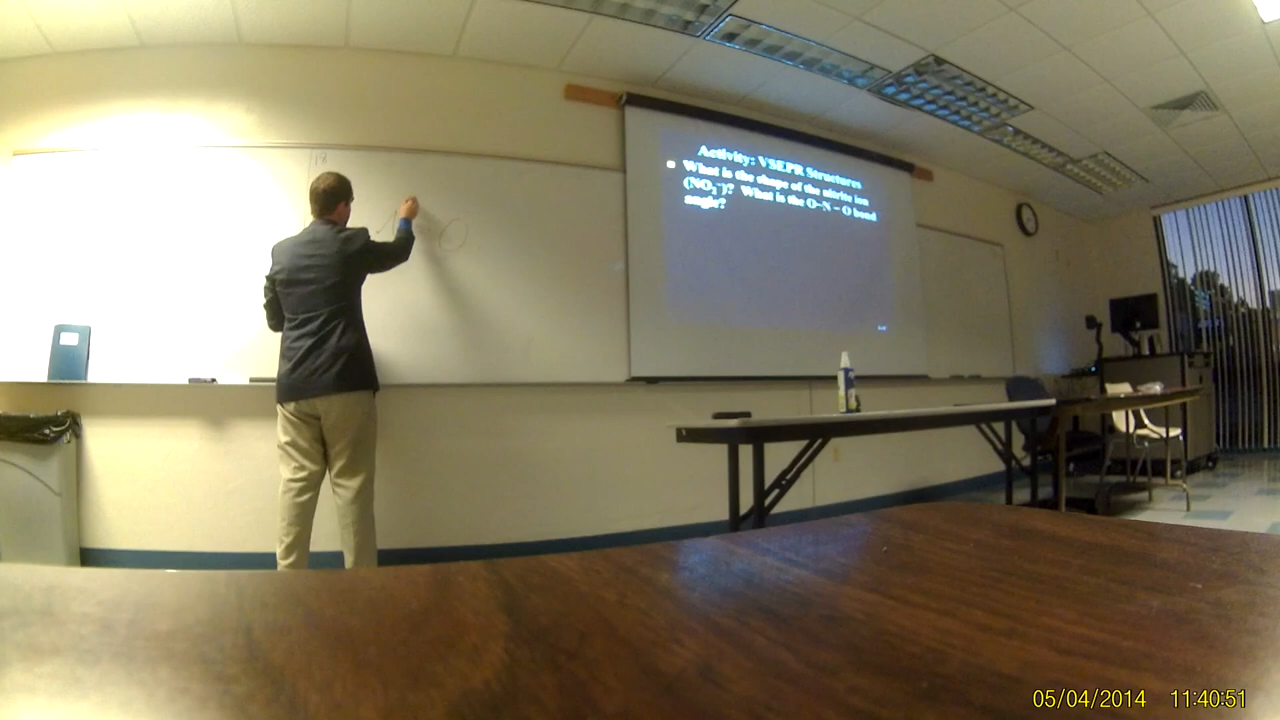 18
O
Activity: VSEPR Structures
What is the shape of the nitrite ion
(NO₂⁻)? What is the O–N – O bond
angle?
05/04/2014 11:40:51